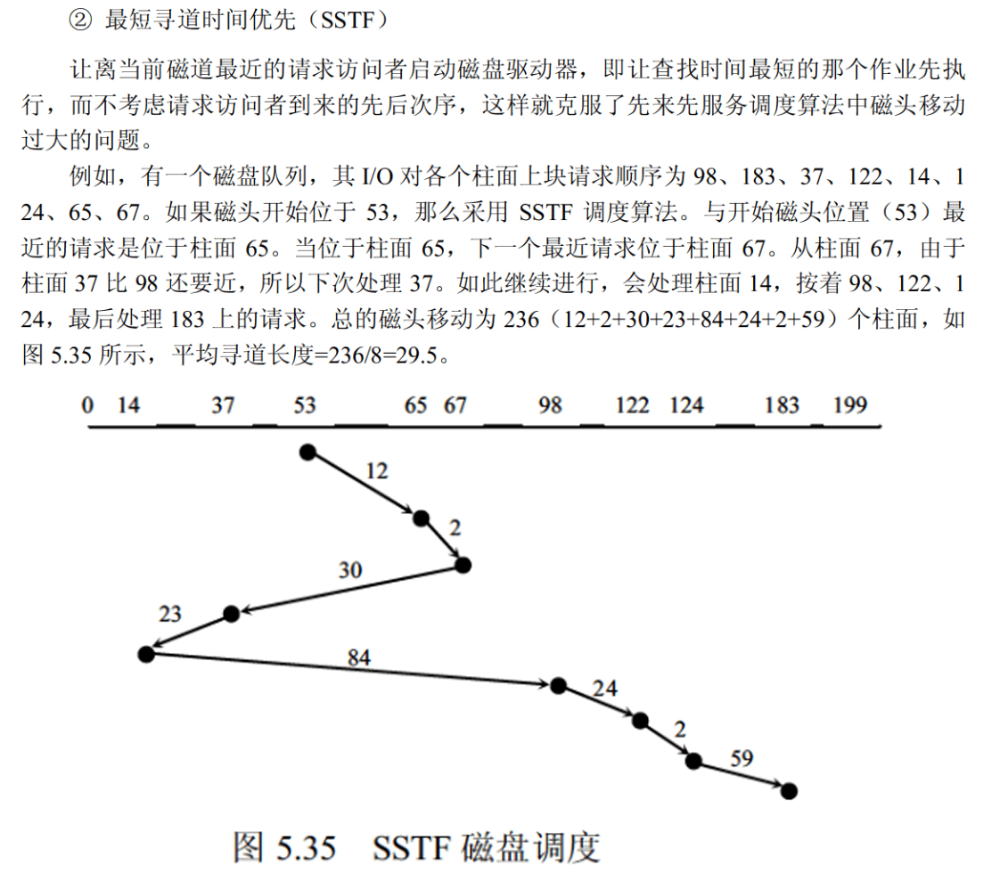 ② 最短寻道时间优先（SSTF）
让离当前磁道最近的请求访问者启动磁盘驱动器，即让查找时间最短的那个作业先执
行，而不考虑请求访问者到来的先后次序，这样就克服了先来先服务调度算法中磁头移动
过大的问题。
例如，有一个磁盘队列，其 I/O 对各个柱面上块请求顺序为 98、183、37、122、14、1
24、65、67。如果磁头开始位于 53，那么采用 SSTF 调度算法。与开始磁头位置（53）最
近的请求是位于柱面 65。当位于柱面 65，下一个最近请求位于柱面 67。从柱面 67，由于
柱面 37 比 98 还要近，所以下次处理 37。如此继续进行，会处理柱面 14，按着 98、122、1
24，最后处理 183 上的请求。总的磁头移动为 236（12+2+30+23+84+24+2+59）个柱面，如
图 5.35 所示，平均寻道长度=236/8=29.5。
0 14 37 53 65 67 98 122 124 183 199
12
2
30
23
84
24
2
59
图 5.35 SSTF 磁盘调度